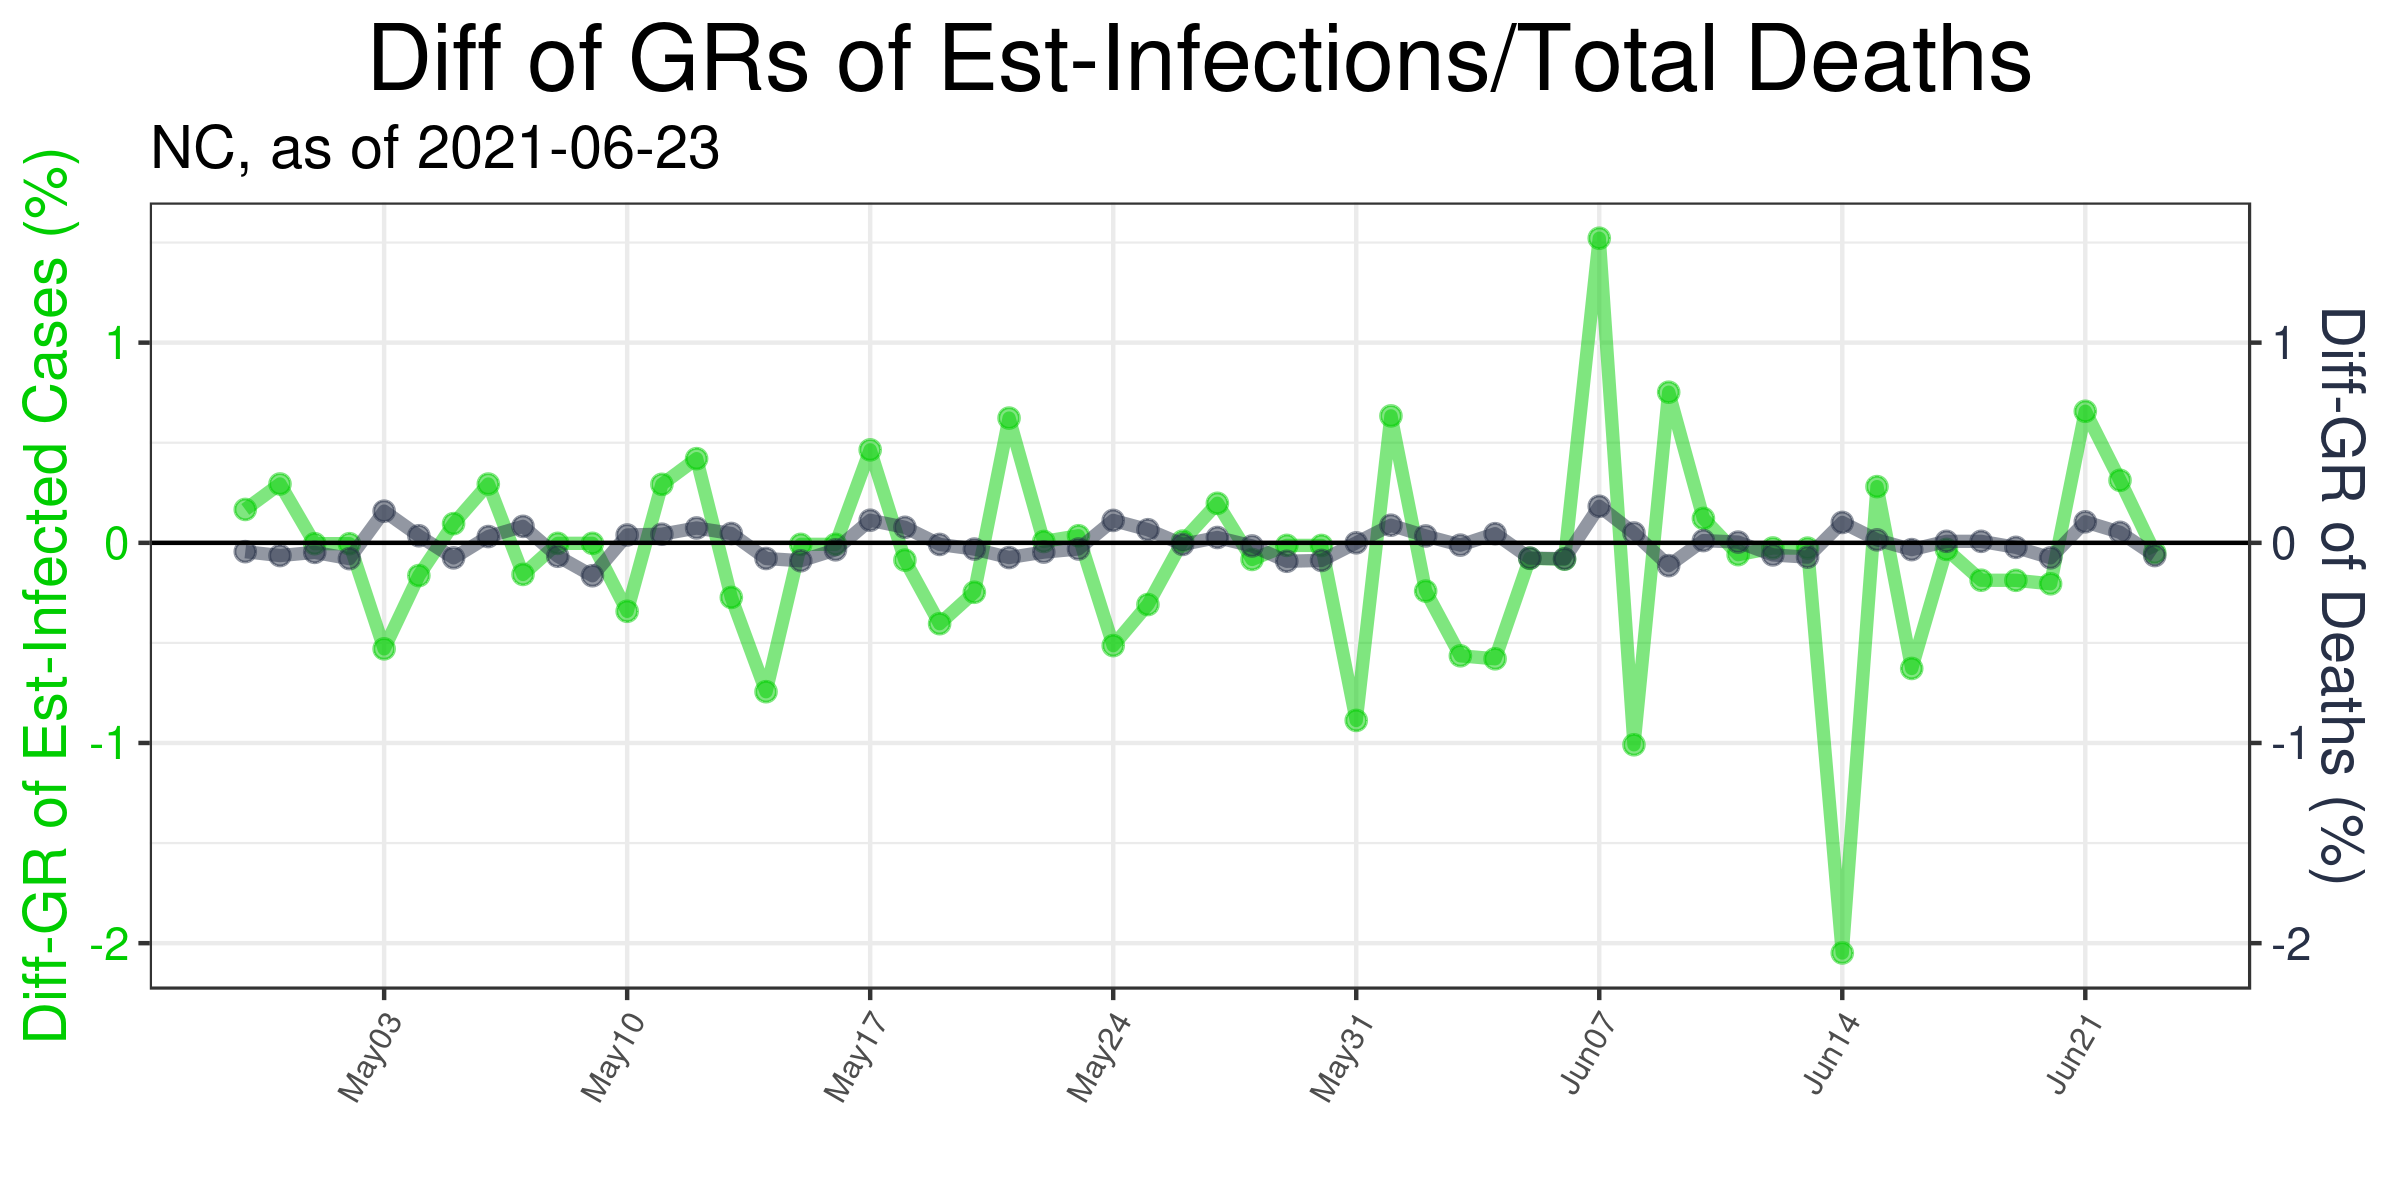 Diff of GRs of Est-Infections/Total Deaths
NC, as of 2021-06-23
Diff-GR of Est-Infected Cases (%)
1
0
-1
-2
1
0
-1
-2
Diff-GR of Deaths (%)
May03
May10
May17
May24
May31
Jun07
Jun14
Jun21